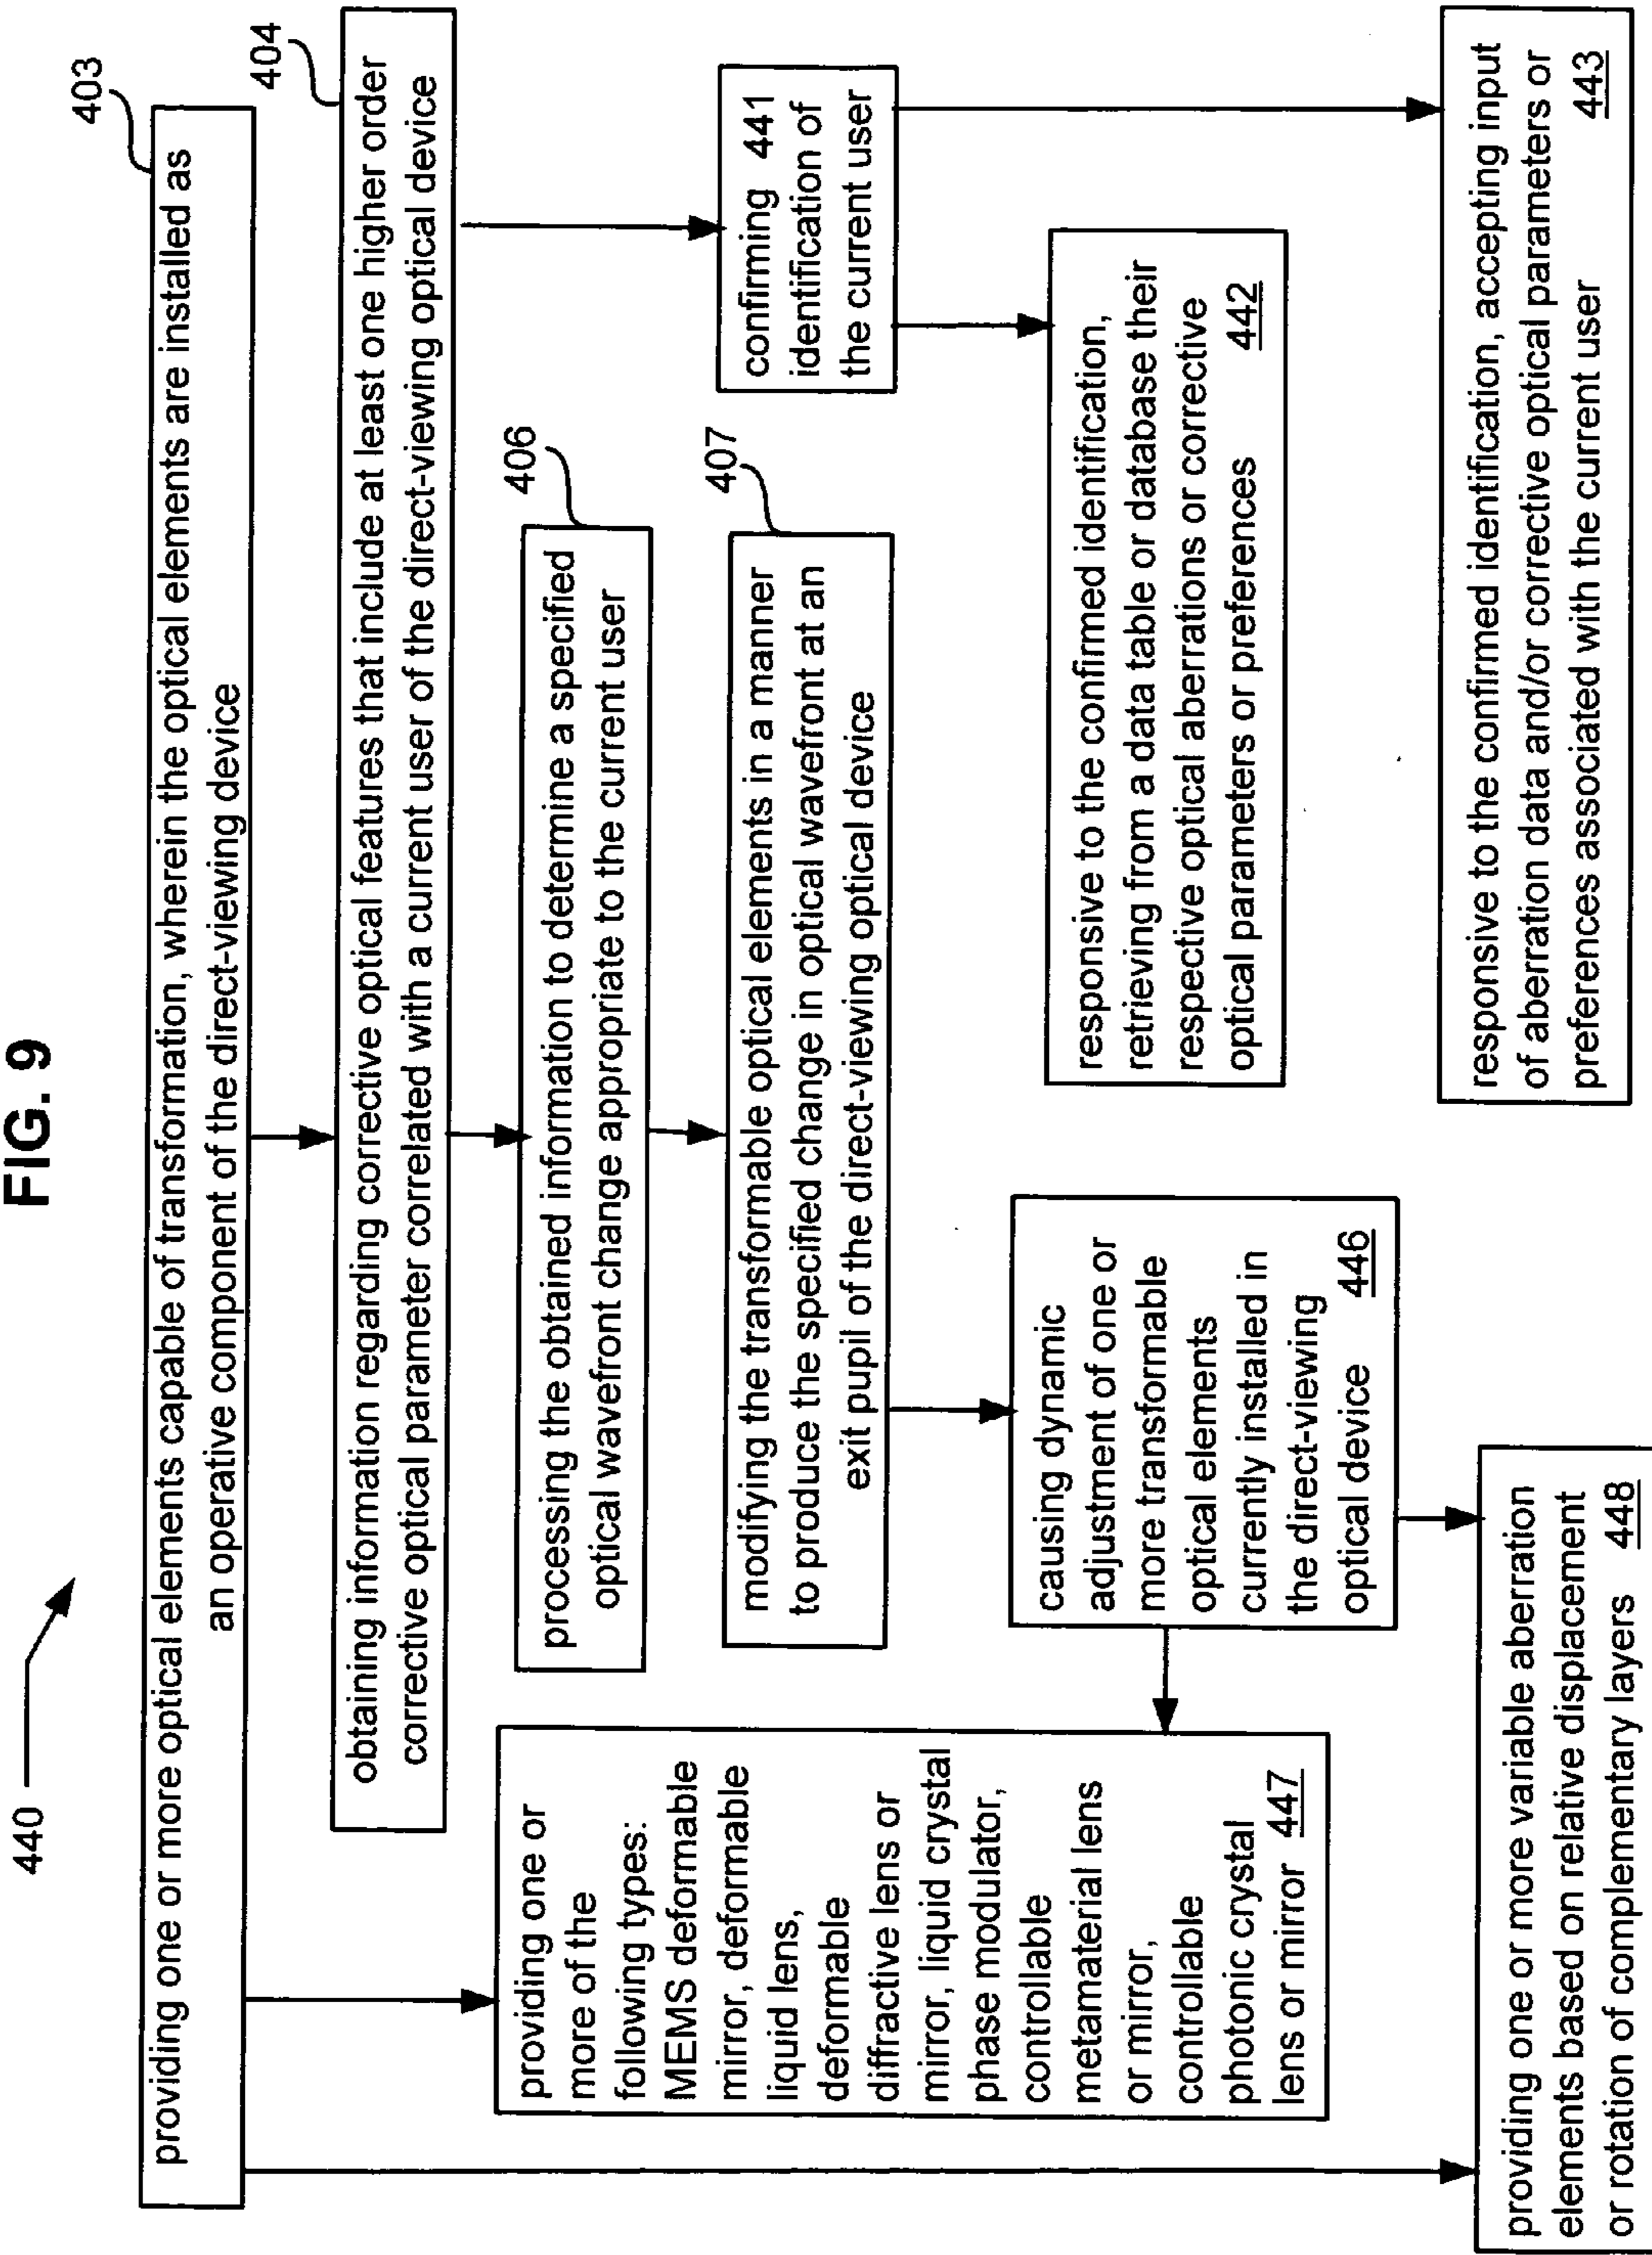 FIG. 9
440
403
providing one or more optical elements capable of transformation, wherein the optical elements are installed as
an operative component of the direct-viewing device
404
obtaining information regarding corrective optical features that include at least one higher order
corrective optical parameter correlated with a current user of the direct-viewing optical device
406
processing the obtained information to determine a specified
optical wavefront change appropriate to the current user
407
modifying the transformable optical elements in a manner
to produce the specified change in optical wavefront at an
exit pupil of the direct-viewing optical device
confirming 441
identification of
the current user
providing one or
more of the
following types:
MEMS deformable
mirror, deformable
liquid lens,
deformable
diffractive lens or
mirror, liquid crystal
phase modulator,
controllable
metamaterial lens
or mirror,
controllable
photonic crystal
lens or mirror 447
causing dynamic
adjustment of one or
more transformable
optical elements
currently installed in
the direct-viewing
optical device 446
responsive to the confirmed identification,
retrieving from a data table or database their
respective optical aberrations or corrective
optical parameters or preferences 442
providing one or more variable aberration
elements based on relative displacement
or rotation of complementary layers 448
responsive to the confirmed identification, accepting input
of aberration data and/or corrective optical parameters or
preferences associated with the current user 443